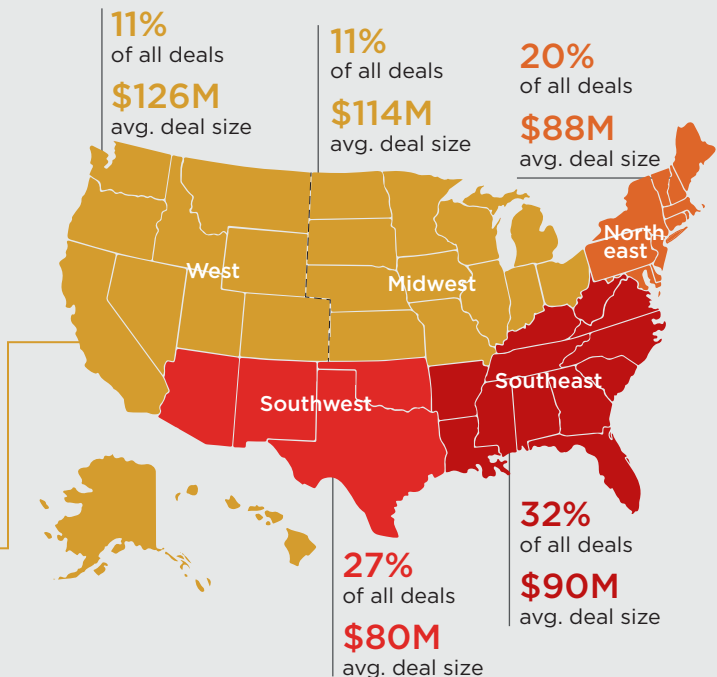 11%
of all deals
$126M
avg. deal size
11%
of all deals
$114M
avg. deal size
20%
of all deals
$88M
avg. deal size
West
Midwest
North
east
Southwest
Southeast
27%
of all deals
$80M
avg. deal size
32%
of all deals
$90M
avg. deal size